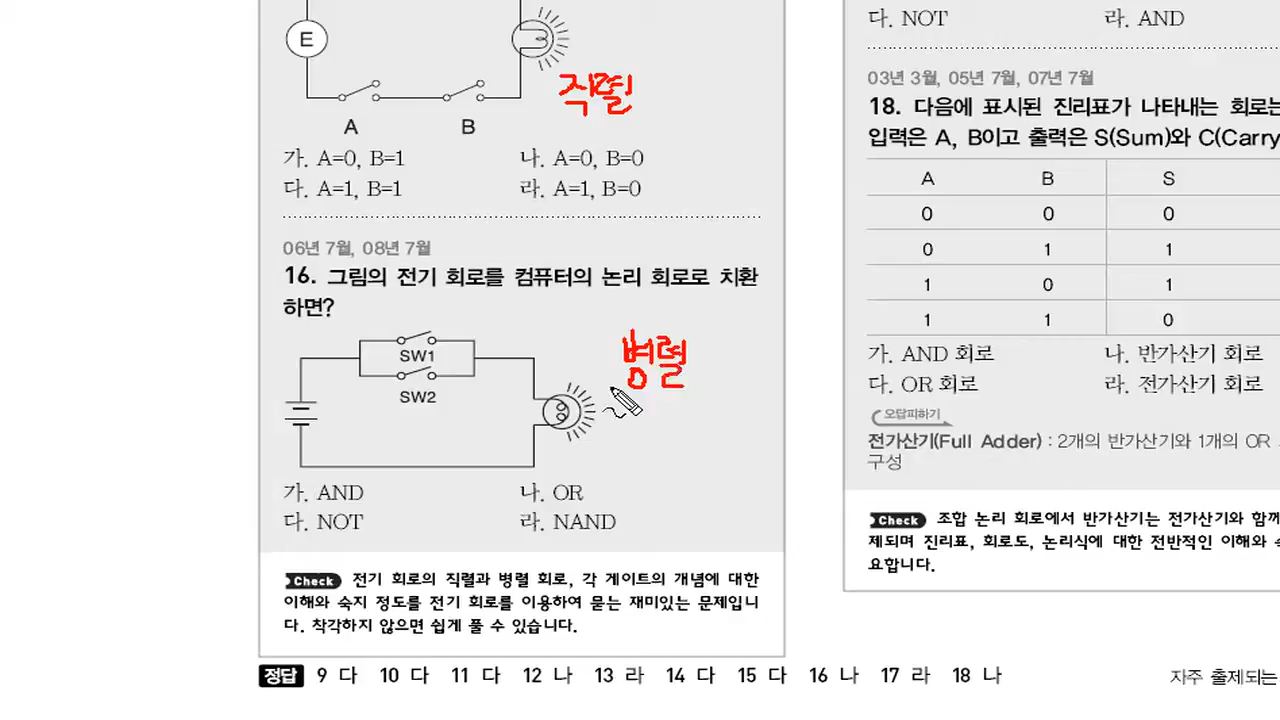 E
직렬
A B
가. A=0, B=1 나. A=0, B=0
다. A=1, B=1 라. A=1, B=0
06년 7월, 08년 7월
16. 그림의 전기 회로를 컴퓨터의 논리 회로로 치환
하면?
SW1
SW2
병렬
가. AND 나. OR
다. NOT 라. NAND
Check 전기 회로의 직렬과 병렬 회로, 각 게이트의 개념에 대한
이해와 숙지 정도를 전기 회로를 이용하여 묻는 재미있는 문제입니
다. 착각하지 않으면 쉽게 풀 수 있습니다.
다. NOT 라. AND
03년 3월, 05년 7월, 07년 7월
18. 다음에 표시된 진리표가 나타내는 회로는
입력은 A, B이고 출력은 S(Sum)와 C(Carry
A B S
0 0 0
0 1 1
1 0 1
1 1 0
가. AND 회로 나. 반가산기 회로
다. OR 회로 라. 전가산기 회로
오답피하기
전가산기(Full Adder) : 2개의 반가산기와 1개의 OR
구성
Check 조합 논리 회로에서 반가산기는 전가산기와 함께
제되며 진리표, 회로도, 논리식에 대한 전반적인 이해와
요합니다.
정답 9 다 10 다 11 다 12 나 13 라 14 다 15 다 16 나 17 라 18 나
자주 출제되는